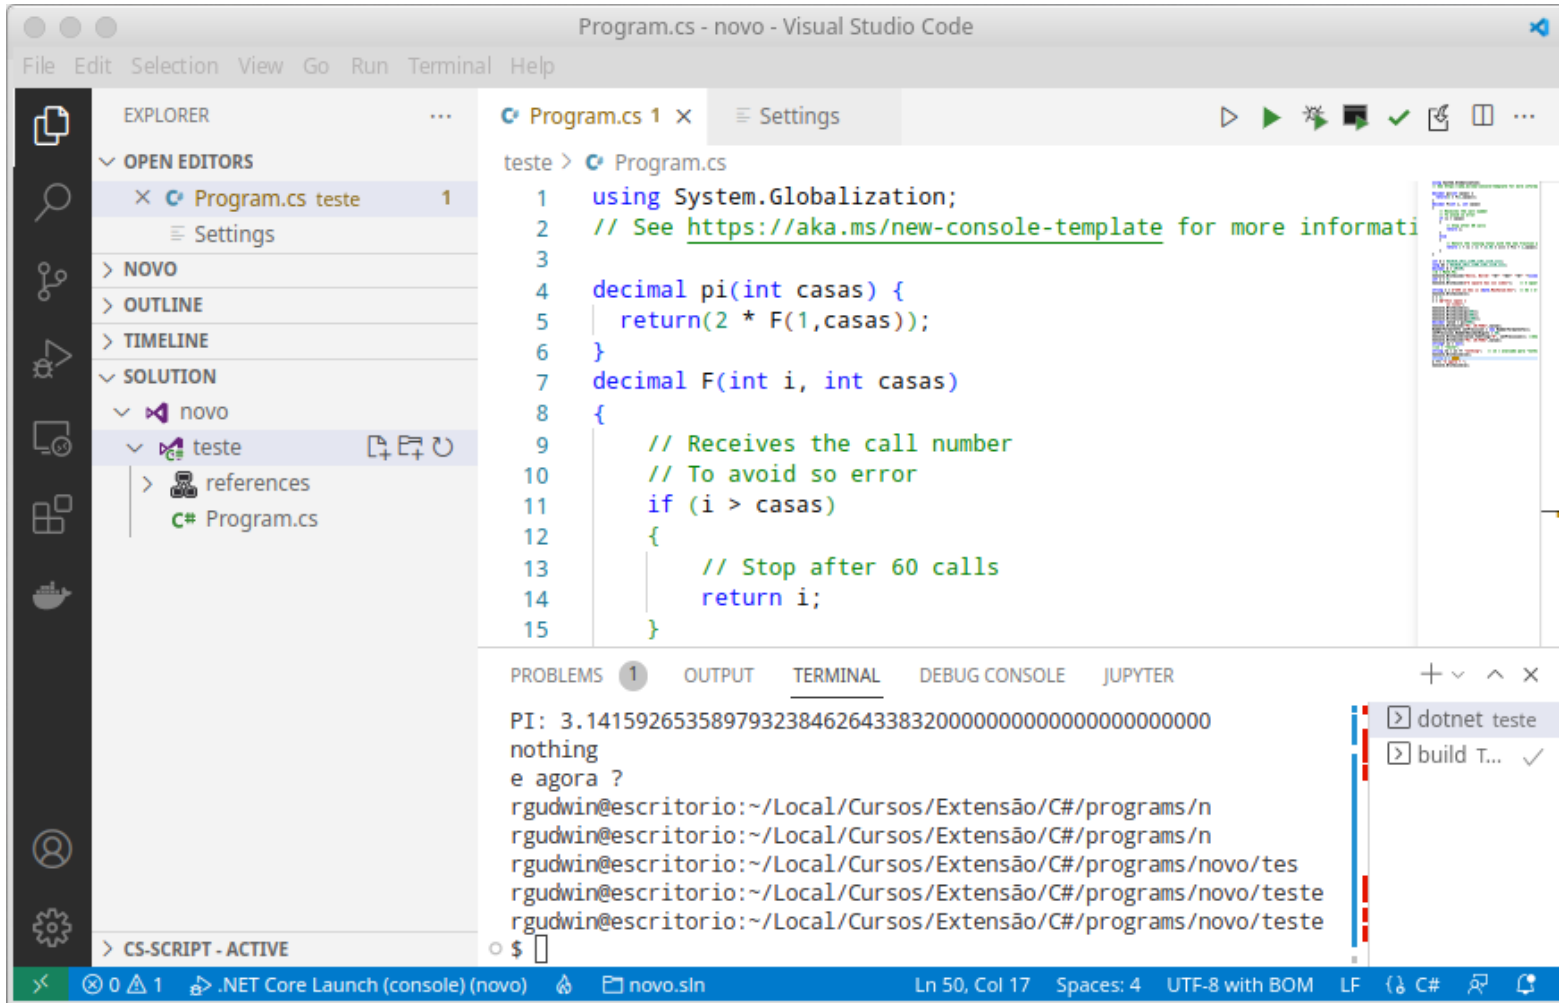 Program.cs - novo - Visual Studio Code
File Edit Selection View Go Run Terminal Help
EXPLORER
OPEN EDITORS
Program.cs teste 1
Settings
NOVO
OUTLINE
TIMELINE
SOLUTION
novo
teste
references
C# Program.cs
CS-SCRIPT - ACTIVE
Program.cs 1
Settings
teste > Program.cs
1 using System.Globalization;
2 // See https://aka.ms/new-console-template for more informati
3
4 decimal pi(int casas) {
5 return(2 * F(1,casas));
6 }
7 decimal F(int i, int casas)
8 {
9 // Receives the call number
10 // To avoid so error
11 if (i > casas)
12 {
13 // Stop after 60 calls
14 return i;
15 }
PROBLEMS 1 OUTPUT TERMINAL DEBUG CONSOLE JUPYTER
PI: 3.1415926535897932384626433832000000000000000000000
nothing
e agora ?
rgudwin@escritorio:~/Local/Cursos/Extensão/C#/programs/n
rgudwin@escritorio:~/Local/Cursos/Extensão/C#/programs/n
rgudwin@escritorio:~/Local/Cursos/Extensão/C#/programs/novo/tes
rgudwin@escritorio:~/Local/Cursos/Extensão/C#/programs/novo/teste
rgudwin@escritorio:~/Local/Cursos/Extensão/C#/programs/novo/teste
$
dotnet teste
build T...
0 1 .NET Core Launch (console) (novo) novo.sln Ln 50, Col 17 Spaces: 4 UTF-8 with BOM LF C#